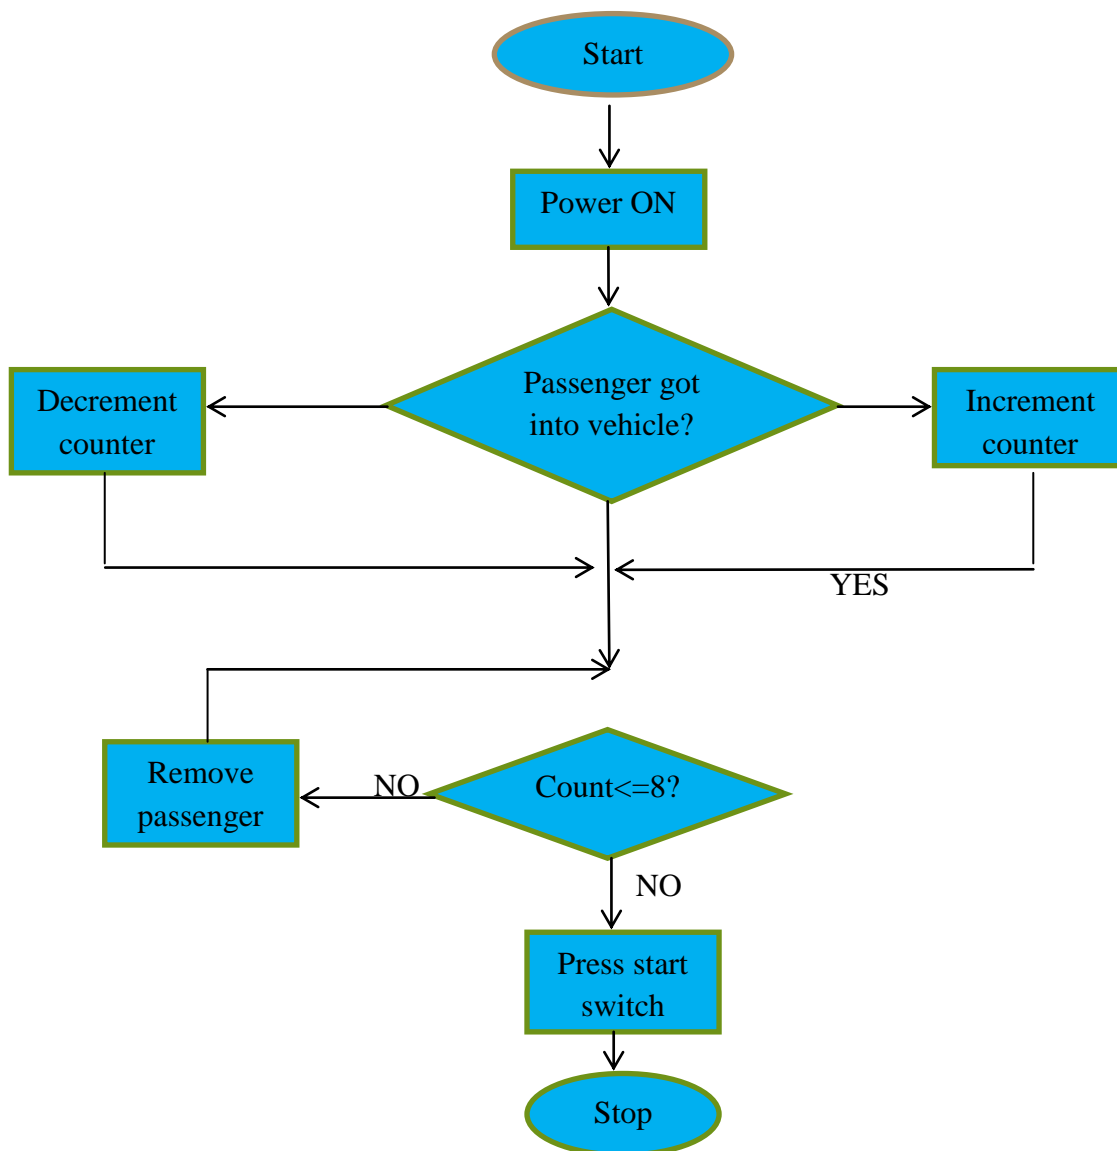 Start
Power ON
Passenger got
into vehicle?
Decrement
counter
Increment
counter
YES
Remove
passenger
NO
Count<=8?
NO
Press start
switch
Stop